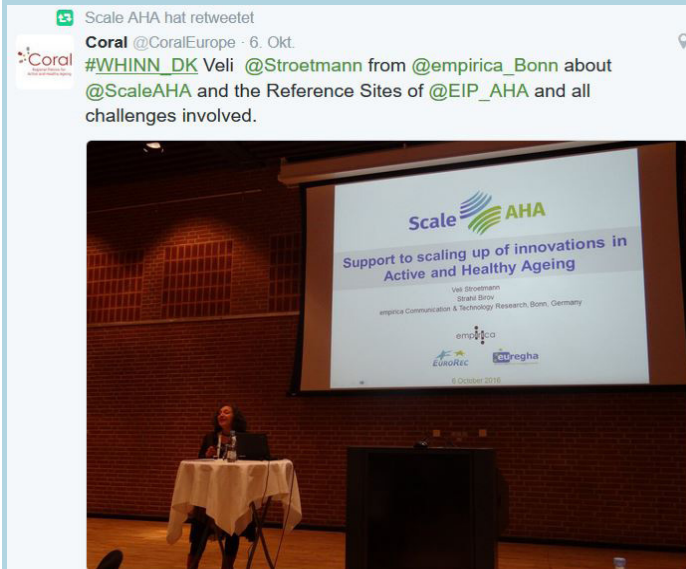 Scale AHA hat retweetet
Coral @CoralEurope · 6. Okt.
#WHINN_DK Veli @Stroetmann from @empirica_Bonn about
@ScaleAHA and the Reference Sites of @EIP_AHA and all
challenges involved.
Coral
Scale AHA
Support to scaling up of innovations in
Active and Healthy Ageing
Veli Stroetmann
Strahil Birov
empirica Communication & Technology Research, Bonn, Germany
empirica
EUROREC
euregha
6 October 2016